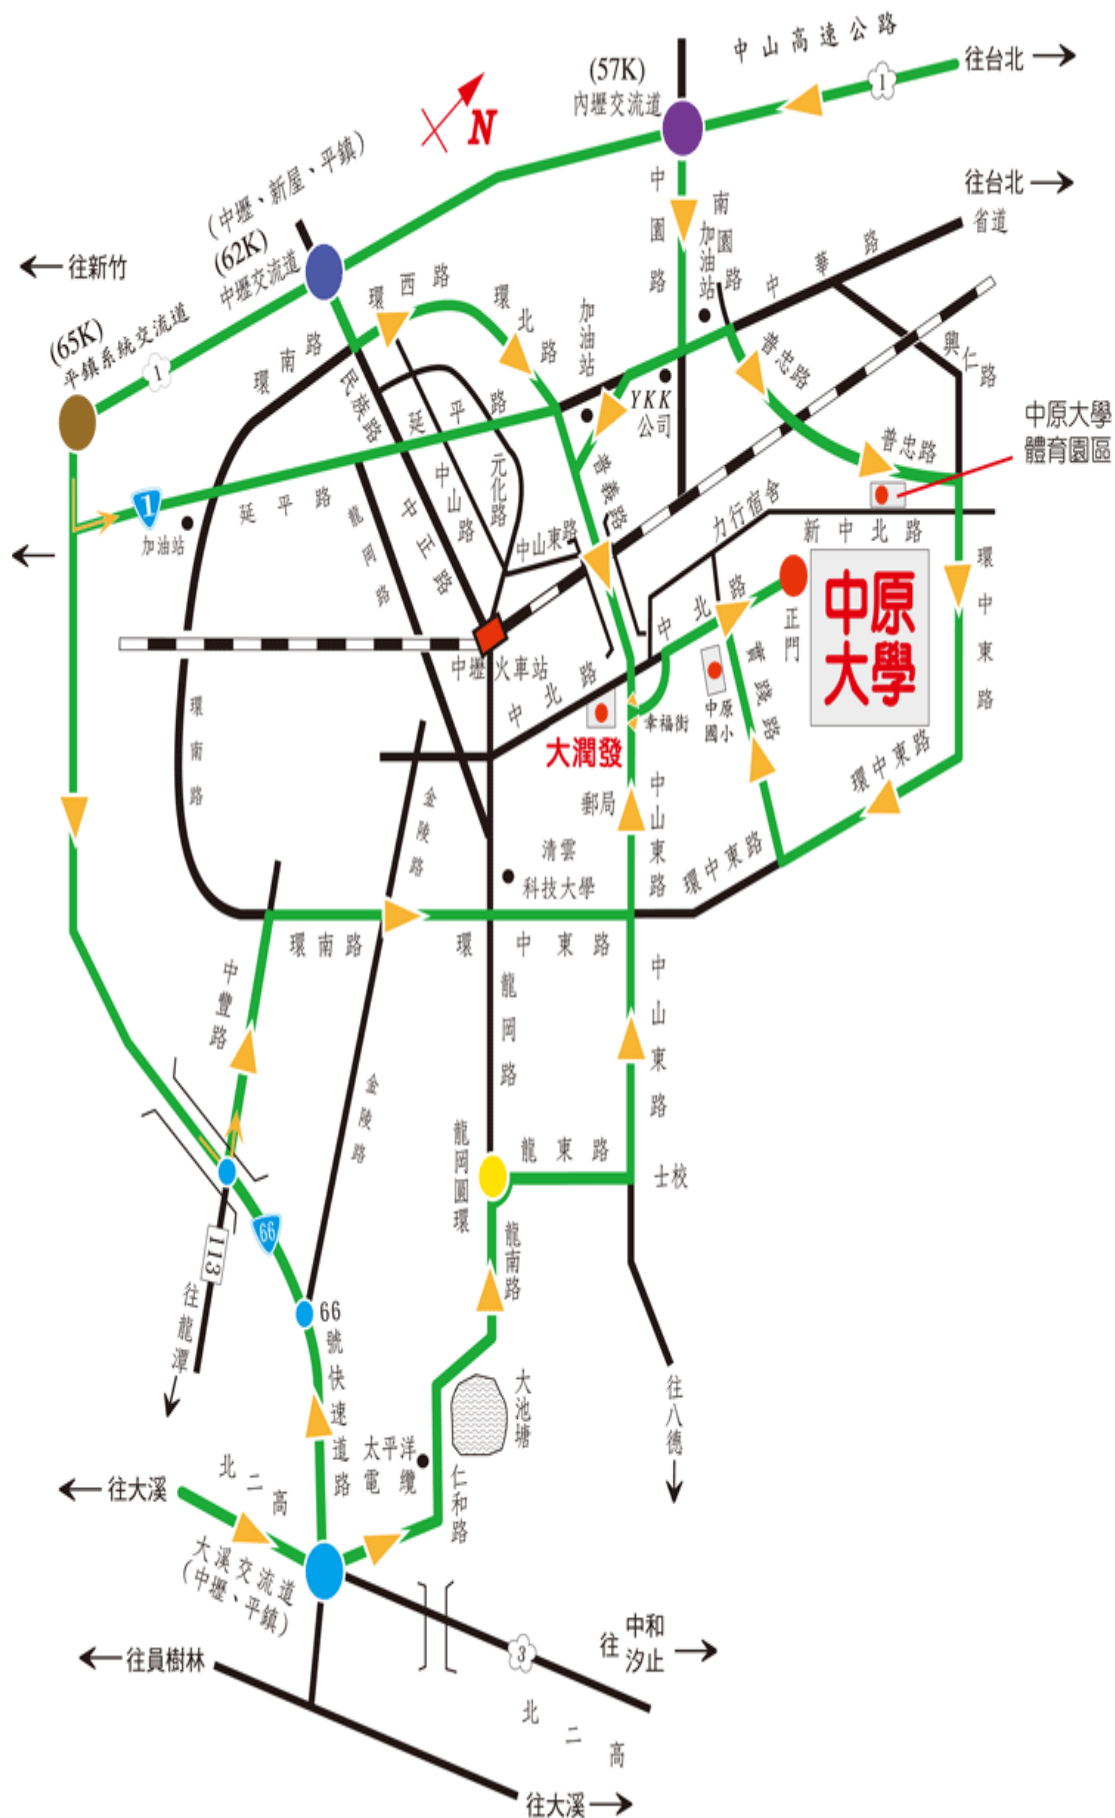 中山高速公路
1
往台北
(57K)
內壢交流道
N
往台北
省道
(中壢、新屋、平鎮)
(62K)
中壢交流道
往新竹
(65K)
平鎮系統交流道
1
中園路
南園路
加油站
中華路
環西路
環北路
加油站
環南路
民族路
延平路
YKK
公司
普忠路
興仁路
中原大學
體育園區
普忠路
元化路
中山路
中正路
普義路
力行宿舍
新中北路
1
加油站
延平路
龍岡路
中山東路
中北路
正門
中原
大學
環中東路
中壢火車站
中北路
大潤發
幸福街
中原
國小
實踐路
環南路
金陵路
郵局
中山東路
環中東路
環中東路
清雲
科技大學
環南路
環中東路
中豐路
龍岡路
中山東路
金陵路
龍岡圓環
龍東路
士校
66
113
往龍潭
龍南路
66號快速道路
大池塘
往八德
太平洋
電纜
仁和路
往大溪
北二高
大溪交流道
(中壢、平鎮)
往員樹林
3
往中和
汐止
北二高
往大溪